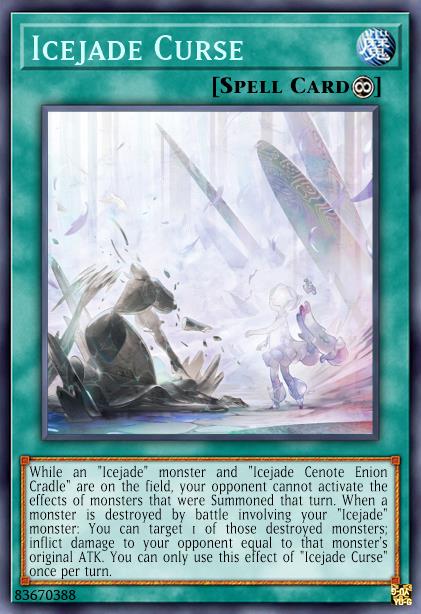 ICEJADE CURSE
魔
[SPELL CARD]
While an "Icejade" monster and "Icejade Cenote Enion
Cradle" are on the field, your opponent cannot activate the
effects of monsters that were Summoned that turn. When a
monster is destroyed by battle involving your "Icejade"
monster: You can target 1 of those destroyed monsters;
inflict damage to your opponent equal to that monster's
original ATK. You can only use this effect of "Icejade Curse"
once per turn.
83670388